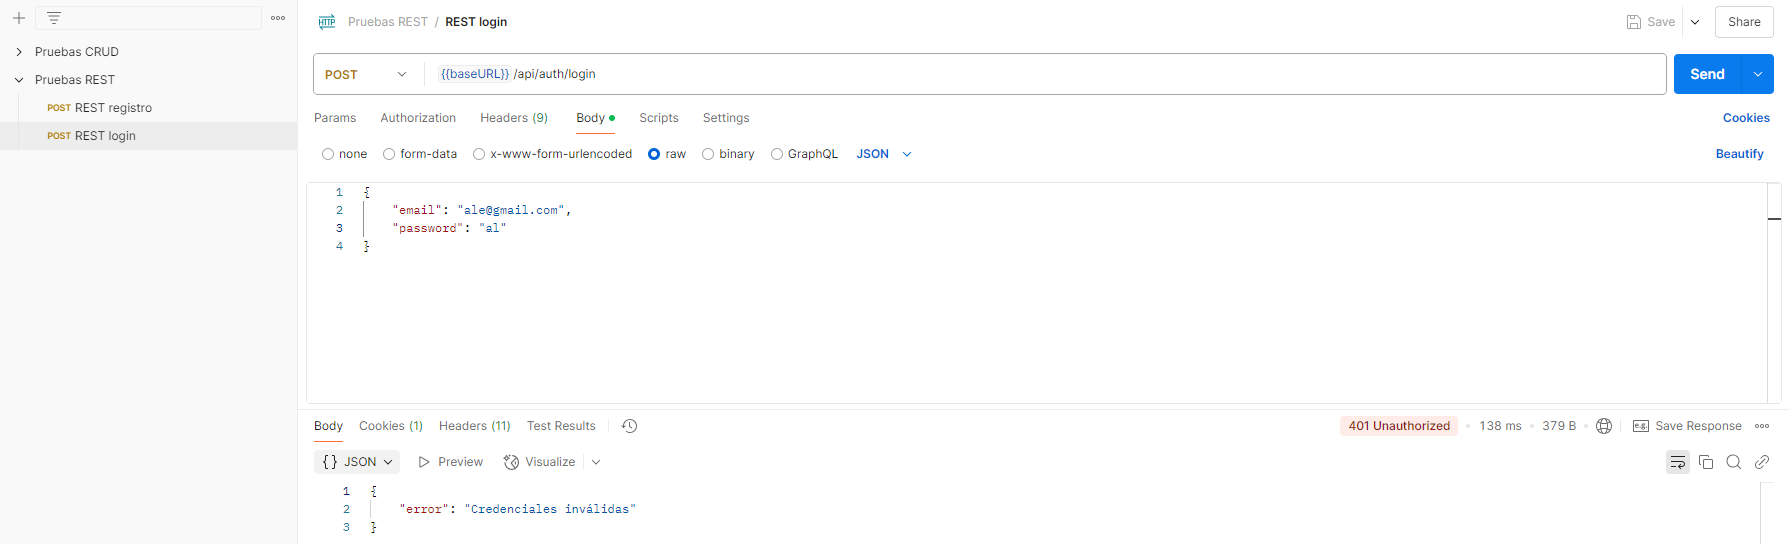 Pruebas CRUD
Pruebas REST
POST REST registro
POST REST login
HTTP Pruebas REST / REST login
Save
Share
POST
{{baseURL}} /api/auth/login
Send
Params Authorization Headers (9) Body Scripts Settings
Cookies
none form-data x-www-form-urlencoded raw binary GraphQL JSON
Beautify
1 {
2 "email": "ale@gmail.com",
3 "password": "al"
4 }
Body Cookies (1) Headers (11) Test Results
401 Unauthorized • 138 ms • 379 B • e.g. Save Response
{} JSON Preview Visualize
1 {
2 "error": "Credenciales inválidas"
3 }